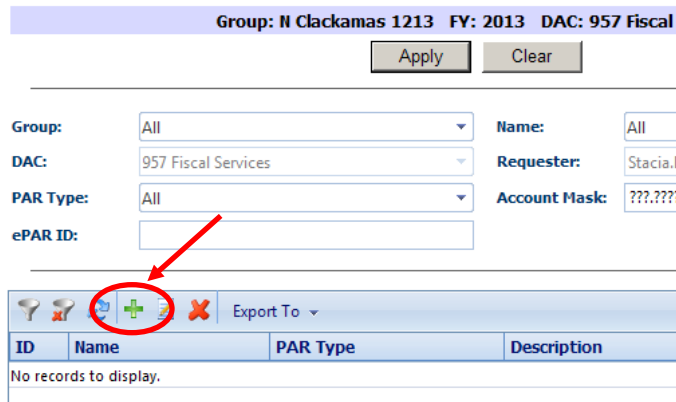 Group: N Clackamas 1213 FY: 2013 DAC: 957 Fiscal
Apply Clear
Group: All Name: All
DAC: 957 Fiscal Services Requester: Stacia.
PAR Type: All Account Mask: ???.????
ePAR ID:
Export To
ID Name PAR Type Description
No records to display.